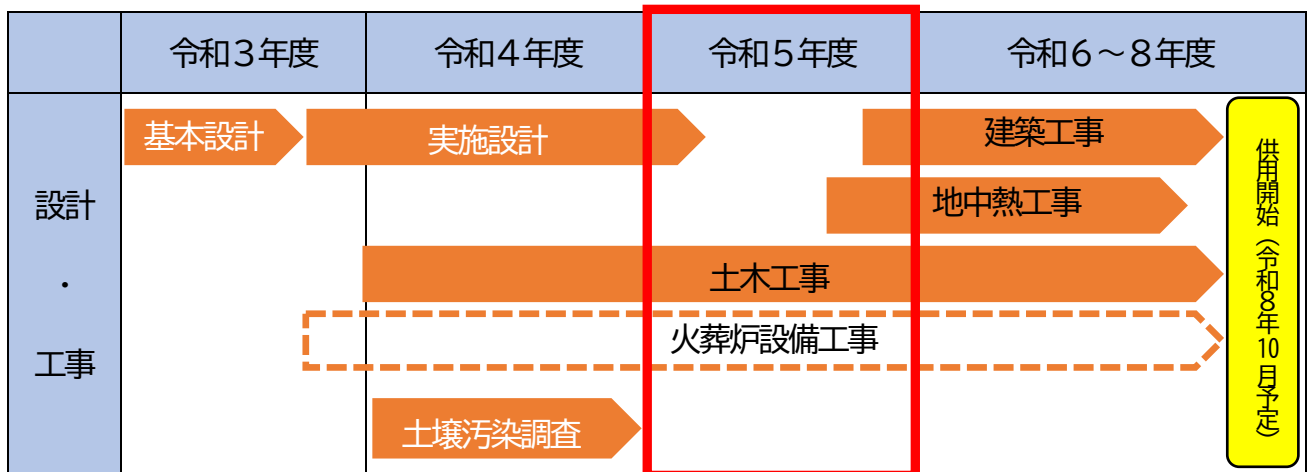 令和３年度
令和４年度
令和５年度
令和６～８年度
設計
・
工事
基本設計
実施設計
建築工事
地中熱工事
土木工事
火葬炉設備工事
土壌汚染調査
供用開始（令和８年10月予定）